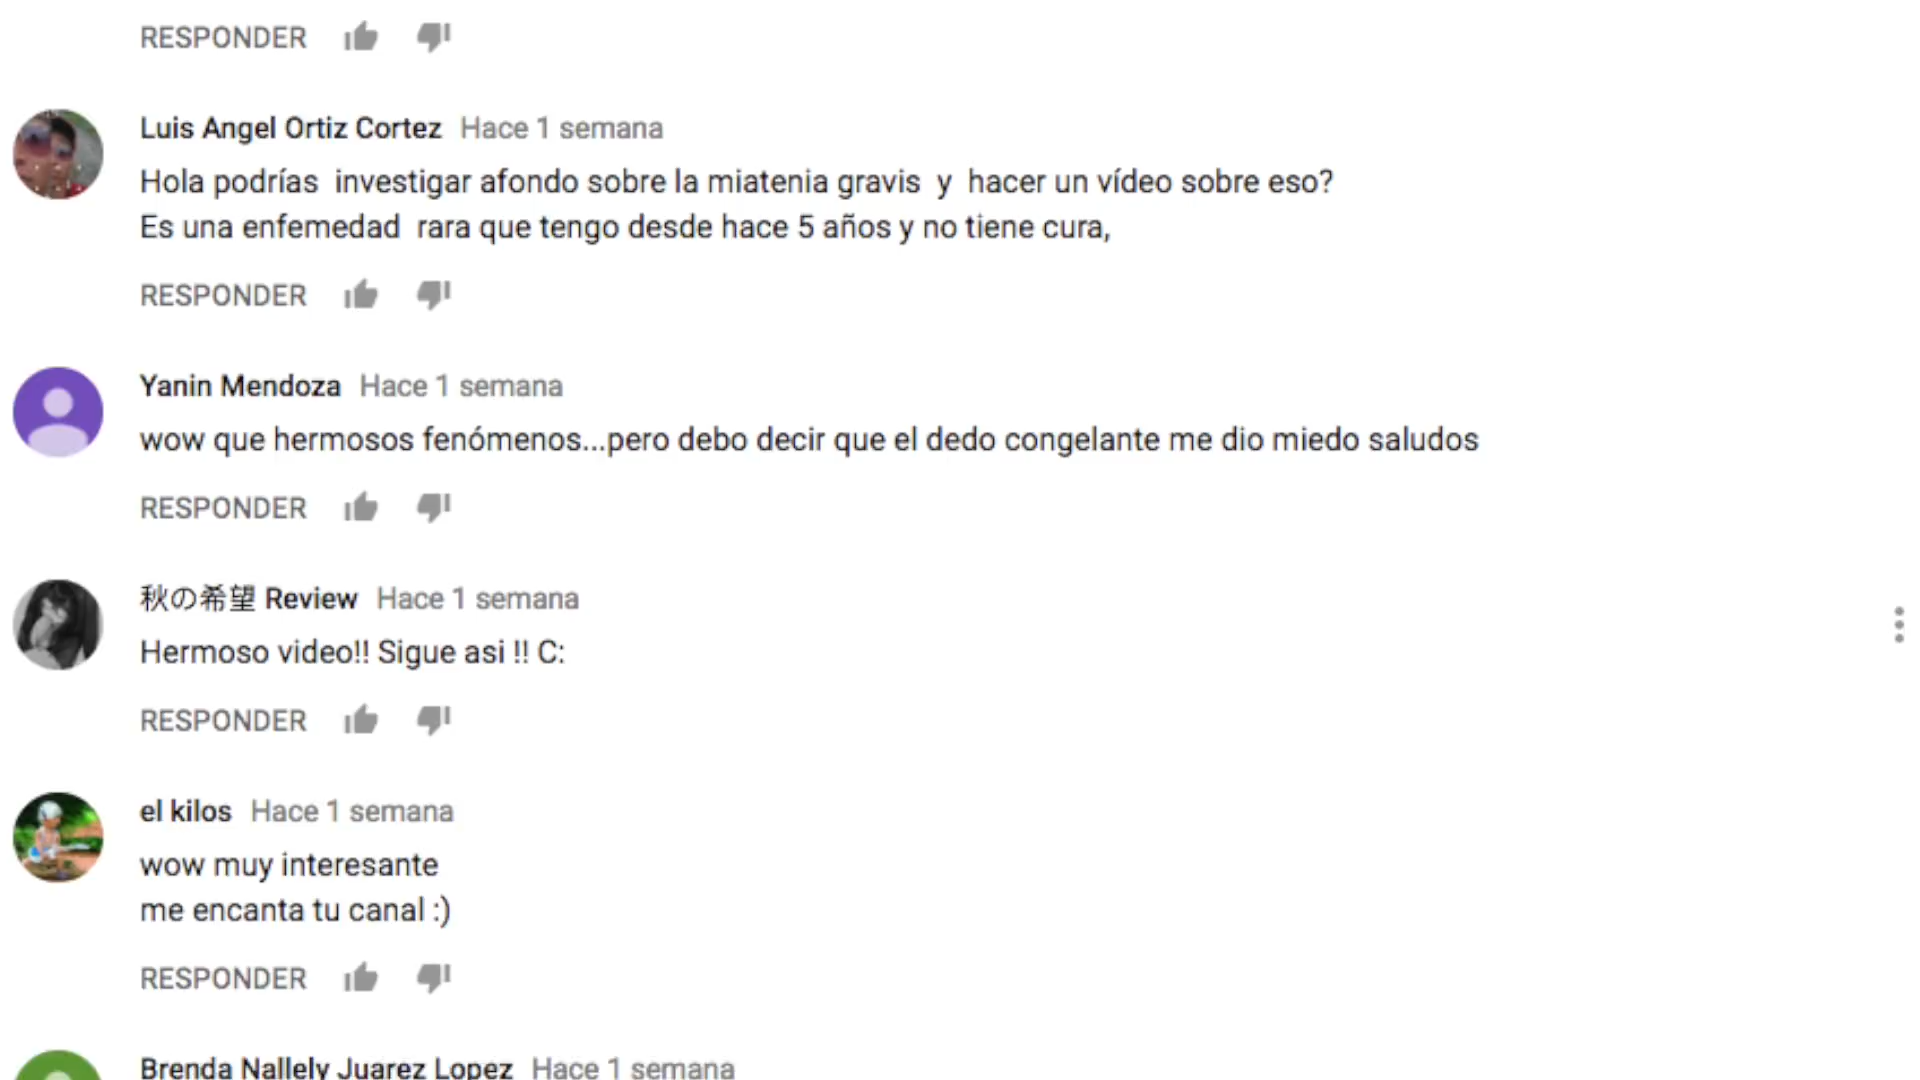 RESPONDER
Luis Angel Ortiz Cortez Hace 1 semana
Hola podrías  investigar afondo sobre la miatenia gravis  y  hacer un vídeo sobre eso?
Es una enfemedad  rara que tengo desde hace 5 años y no tiene cura,
RESPONDER
Yanin Mendoza Hace 1 semana
wow que hermosos fenómenos...pero debo decir que el dedo congelante me dio miedo saludos
RESPONDER
秋の希望 Review Hace 1 semana
Hermoso video!! Sigue asi !! C:
RESPONDER
el kilos Hace 1 semana
wow muy interesante
me encanta tu canal :)
RESPONDER
Brenda Nallely Juarez Lopez Hace 1 semana